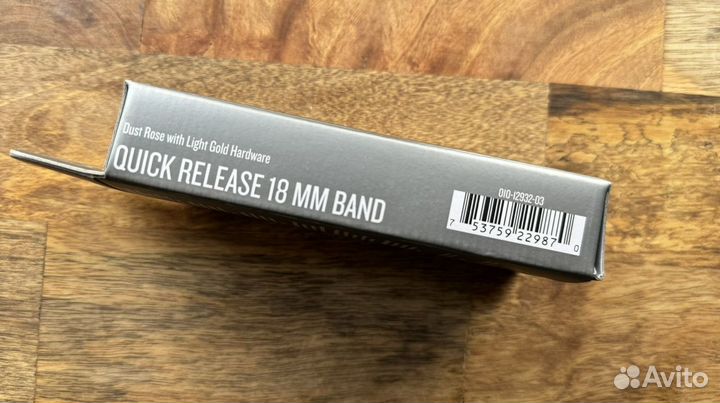 Dust Rose with Light Gold Hardware
QUICK RELEASE 18 MM BAND
010-12932-03
7 53759 22987 0
Avito